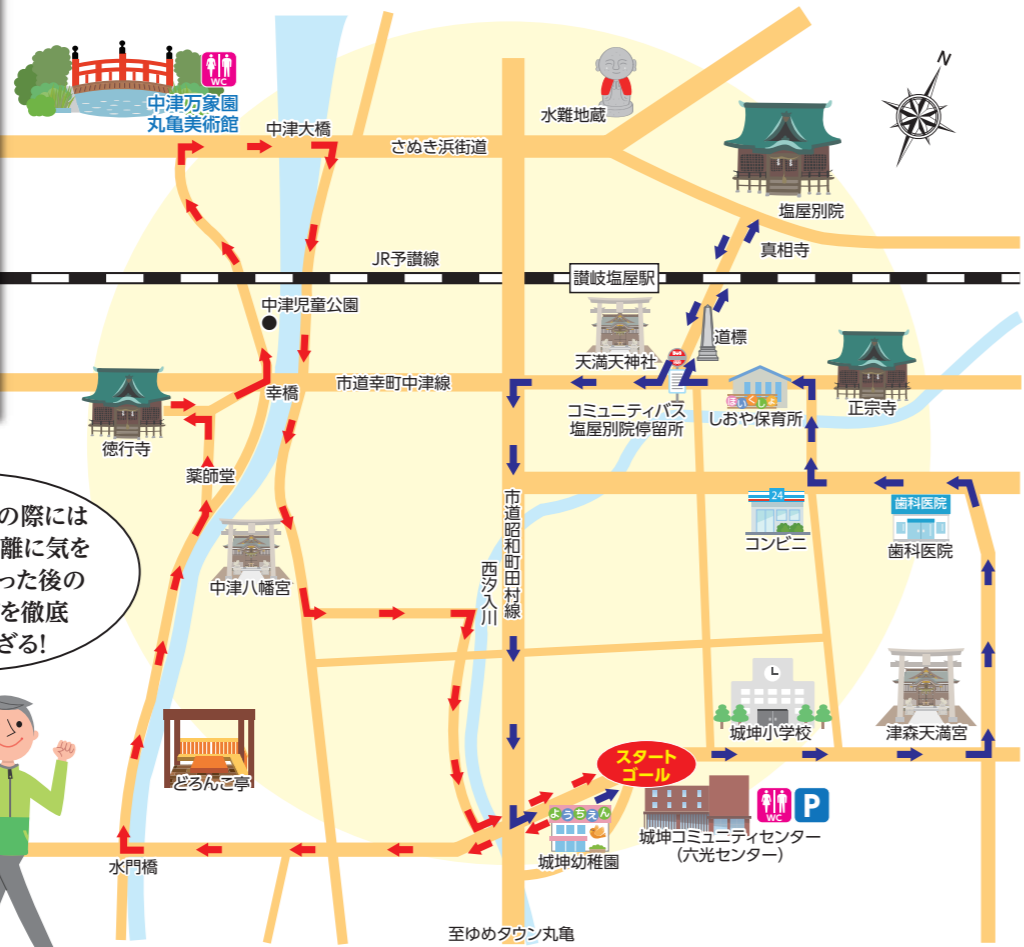 N
水難地蔵
WC
中津万象園
丸亀美術館
中津大橋
さぬき浜街道
塩屋別院
真相寺
JR予讃線
讃岐塩屋駅
中津児童公園
道標
天満天神社
市道幸町中津線
幸橋
コミュニティバス
塩屋別院停留所
ほいくしょ
しおや保育所
正宗寺
徳行寺
薬師堂
市道昭和町田村線
西汐入川
24
コンビニ
歯科医院
歯科医院
の際には
離に気を
った後の
を徹底
ざる!
中津八幡宮
城坤小学校
津森天満宮
どろんこ亭
スタート
ゴール
ようちえん
城坤幼稚園
WC
P
城坤コミュニティセンター
(六光センター)
水門橋
至ゆめタウン丸亀